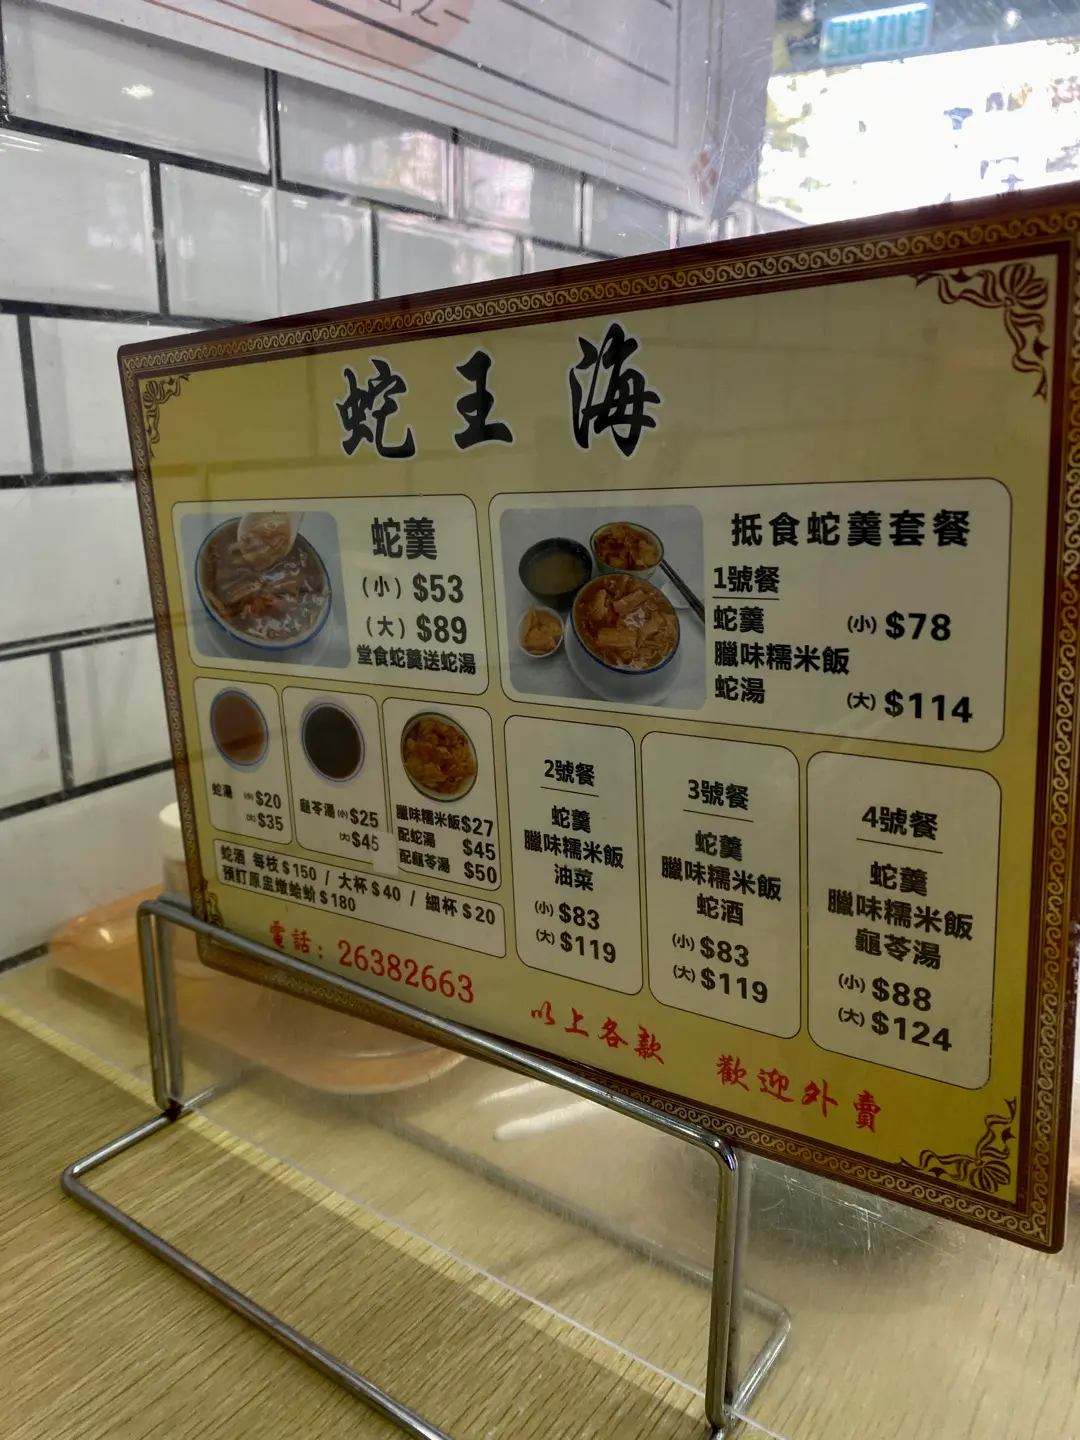 EXIT 出
蛇王海
蛇羹
(小) $53
(大) $89
堂食蛇羹送蛇湯
抵食蛇羹套餐
1號餐
蛇羹 (小) $78
臘味糯米飯
蛇湯 (大) $114
蛇湯 (小) $20
(大) $35
龜苓湯 (小) $25
(大) $45
臘味糯米飯 $27
配蛇湯 $45
配龜苓湯 $50
2號餐
蛇羹
臘味糯米飯
油菜
(小) $83
(大) $119
3號餐
蛇羹
臘味糯米飯
蛇酒
(小) $83
(大) $119
4號餐
蛇羹
臘味糯米飯
龜苓湯
(小) $88
(大) $124
蛇酒 每枝$150 / 大杯$40 / 細杯$20
預訂原盅燉蛤蚧$180
電話：26382663
以上各款 歡迎外賣